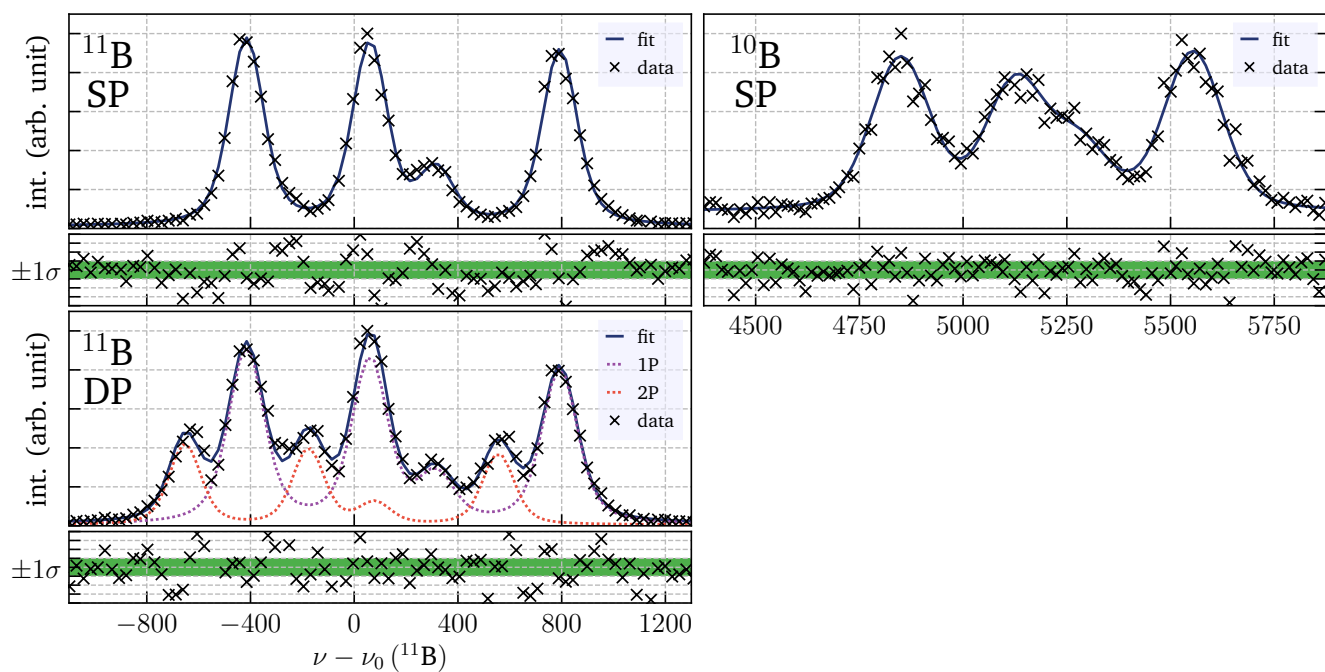 ¹¹B
SP
fit
data
int. (arb. unit)
±1σ
¹⁰B
SP
fit
data
4500 4750 5000 5250 5500 5750
¹¹B
DP
fit
1P
2P
data
int. (arb. unit)
±1σ
−800 −400 0 400 800 1200
ν − ν₀ (¹¹B)